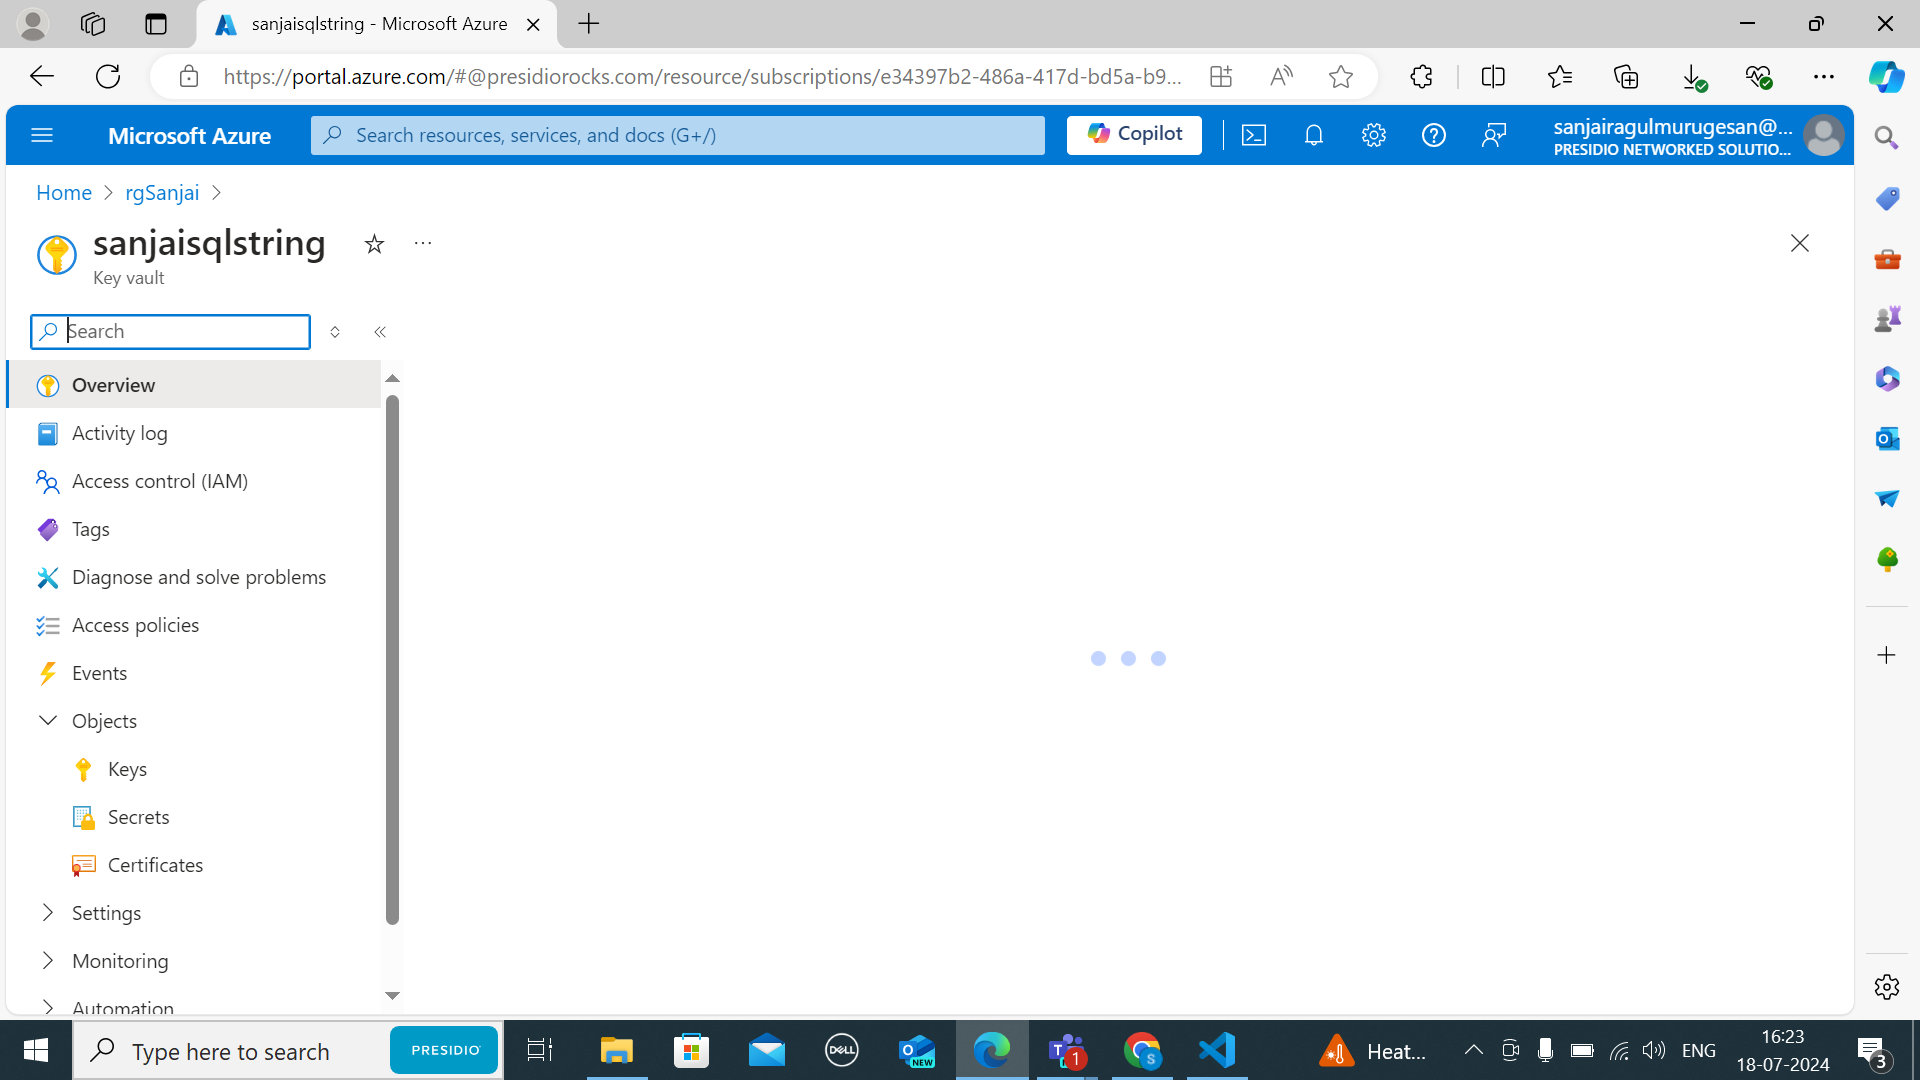 sanjaisqlstring - Microsoft Azure
https://portal.azure.com/#@presidiorocks.com/resource/subscriptions/e34397b2-486a-417d-bd5a-b9...
Microsoft Azure
Search resources, services, and docs (G+/)
Copilot
sanjairagulmurugesan@...
PRESIDIO NETWORKED SOLUTIO...
Home
rgSanjai
sanjaisqlstring
Key vault
Search
Overview
Activity log
Access control (IAM)
Tags
Diagnose and solve problems
Access policies
Events
Objects
Keys
Secrets
Certificates
Settings
Monitoring
Automation
Type here to search
PRESIDIO
DELL
NEW
1
S
Heat...
ENG
16:23
18-07-2024
3